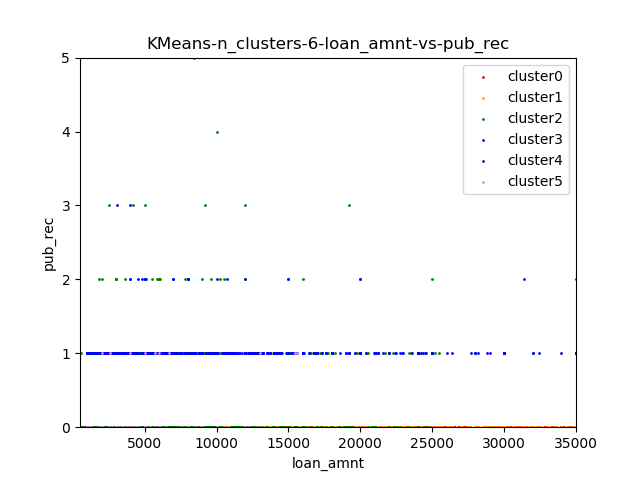 KMeans-n_clusters-6-loan_amnt-vs-pub_rec
5
4
3
2
1
0
pub_rec
cluster0
cluster1
cluster2
cluster3
cluster4
cluster5
5000 10000 15000 20000 25000 30000 35000
loan_amnt